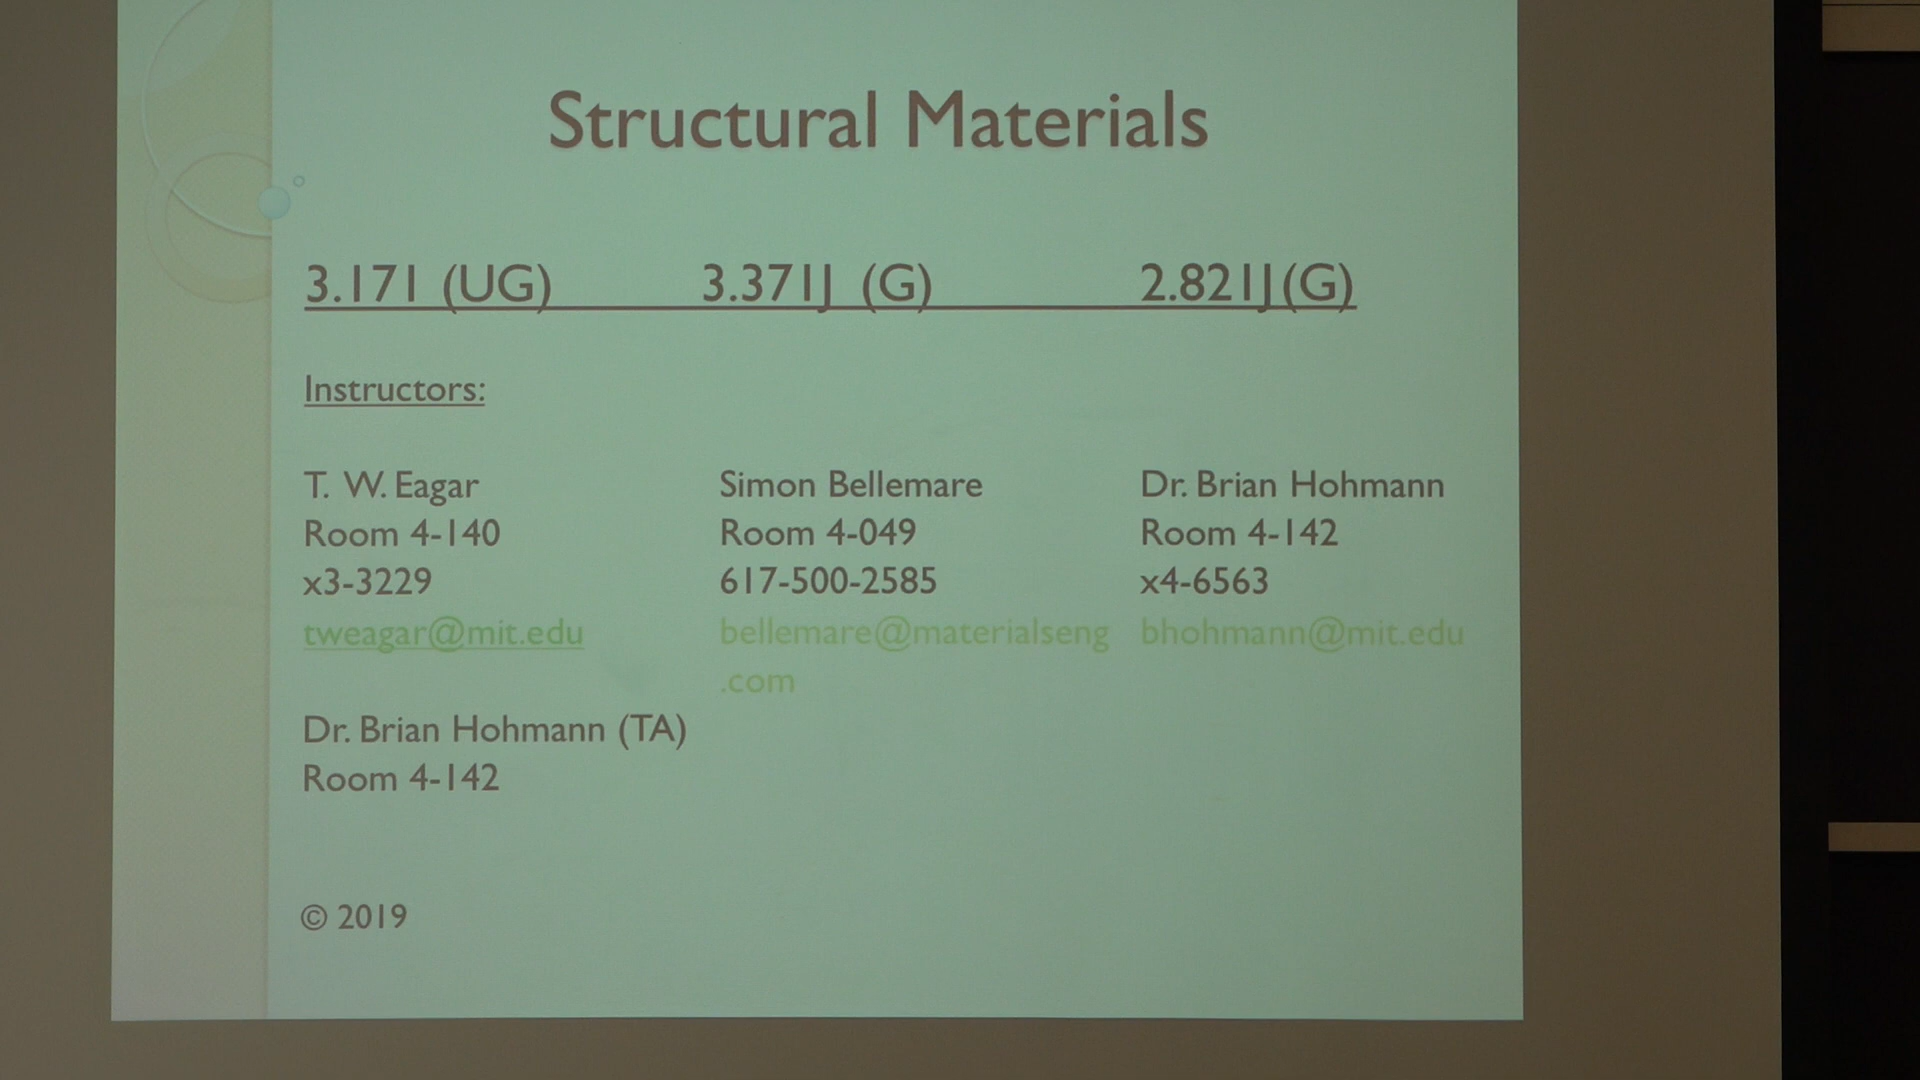 Structural Materials
3.171 (UG) 3.371J (G) 2.821J(G)
Instructors:
T. W. Eagar
Room 4-140
x3-3229
tweagar@mit.edu
Simon Bellemare
Room 4-049
617-500-2585
bellemare@materialseng
.com
Dr. Brian Hohmann
Room 4-142
x4-6563
bhohmann@mit.edu
Dr. Brian Hohmann (TA)
Room 4-142
© 2019